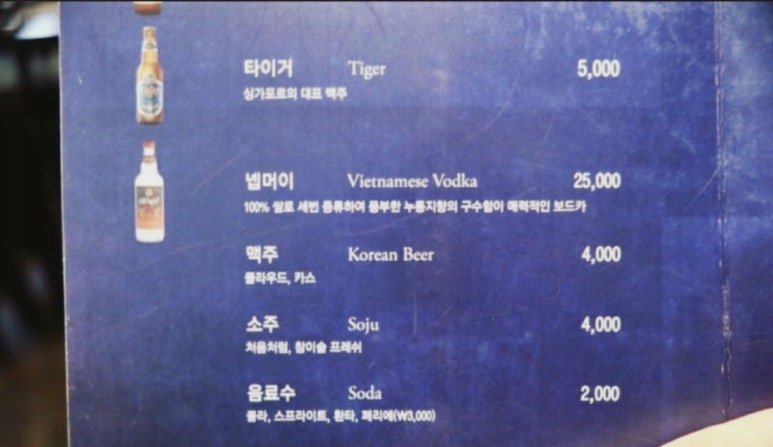 타이거 Tiger 5,000
싱가포르의 대표 맥주
넵머이 Vietnamese Vodka 25,000
100% 쌀로 세번 증류하여 풍부한 누룽지향의 구수함이 매력적인 보드카
맥주 Korean Beer 4,000
클라우드, 카스
소주 Soju 4,000
처음처럼, 참이슬 프레쉬
음료수 Soda 2,000
콜라, 스프라이트, 환타, 페리에(₩3,000)